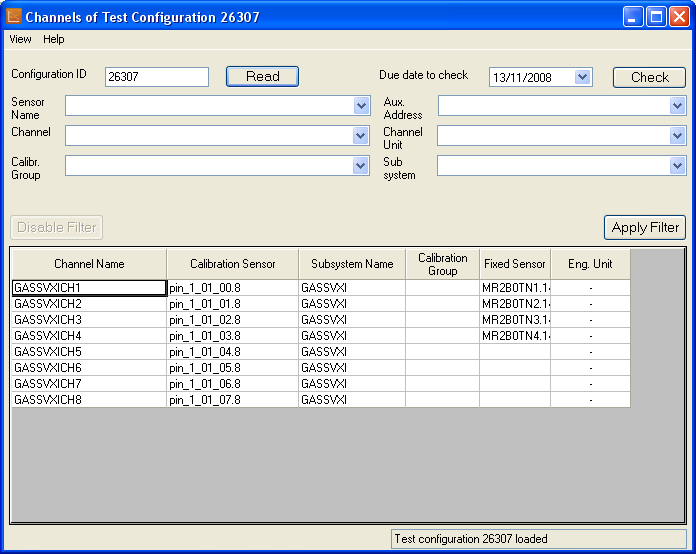 Channels of Test Configuration 26307
View Help
Configuration ID 26307 Read Due date to check 13/11/2008 Check
Sensor Name Aux. Address
Channel Channel Unit
Calibr. Group Sub system
Disable Filter Apply Filter
Channel Name Calibration Sensor Subsystem Name Calibration Group Fixed Sensor Eng. Unit
GASSVXICH1 pin_1_01_00.8 GASSVXI MR2B0TN1.14 -
GASSVXICH2 pin_1_01_01.8 GASSVXI MR2B0TN2.14 -
GASSVXICH3 pin_1_01_02.8 GASSVXI MR2B0TN3.14 -
GASSVXICH4 pin_1_01_03.8 GASSVXI MR2B0TN4.14 -
GASSVXICH5 pin_1_01_04.8 GASSVXI -
GASSVXICH6 pin_1_01_05.8 GASSVXI -
GASSVXICH7 pin_1_01_06.8 GASSVXI -
GASSVXICH8 pin_1_01_07.8 GASSVXI -
Test configuration 26307 loaded